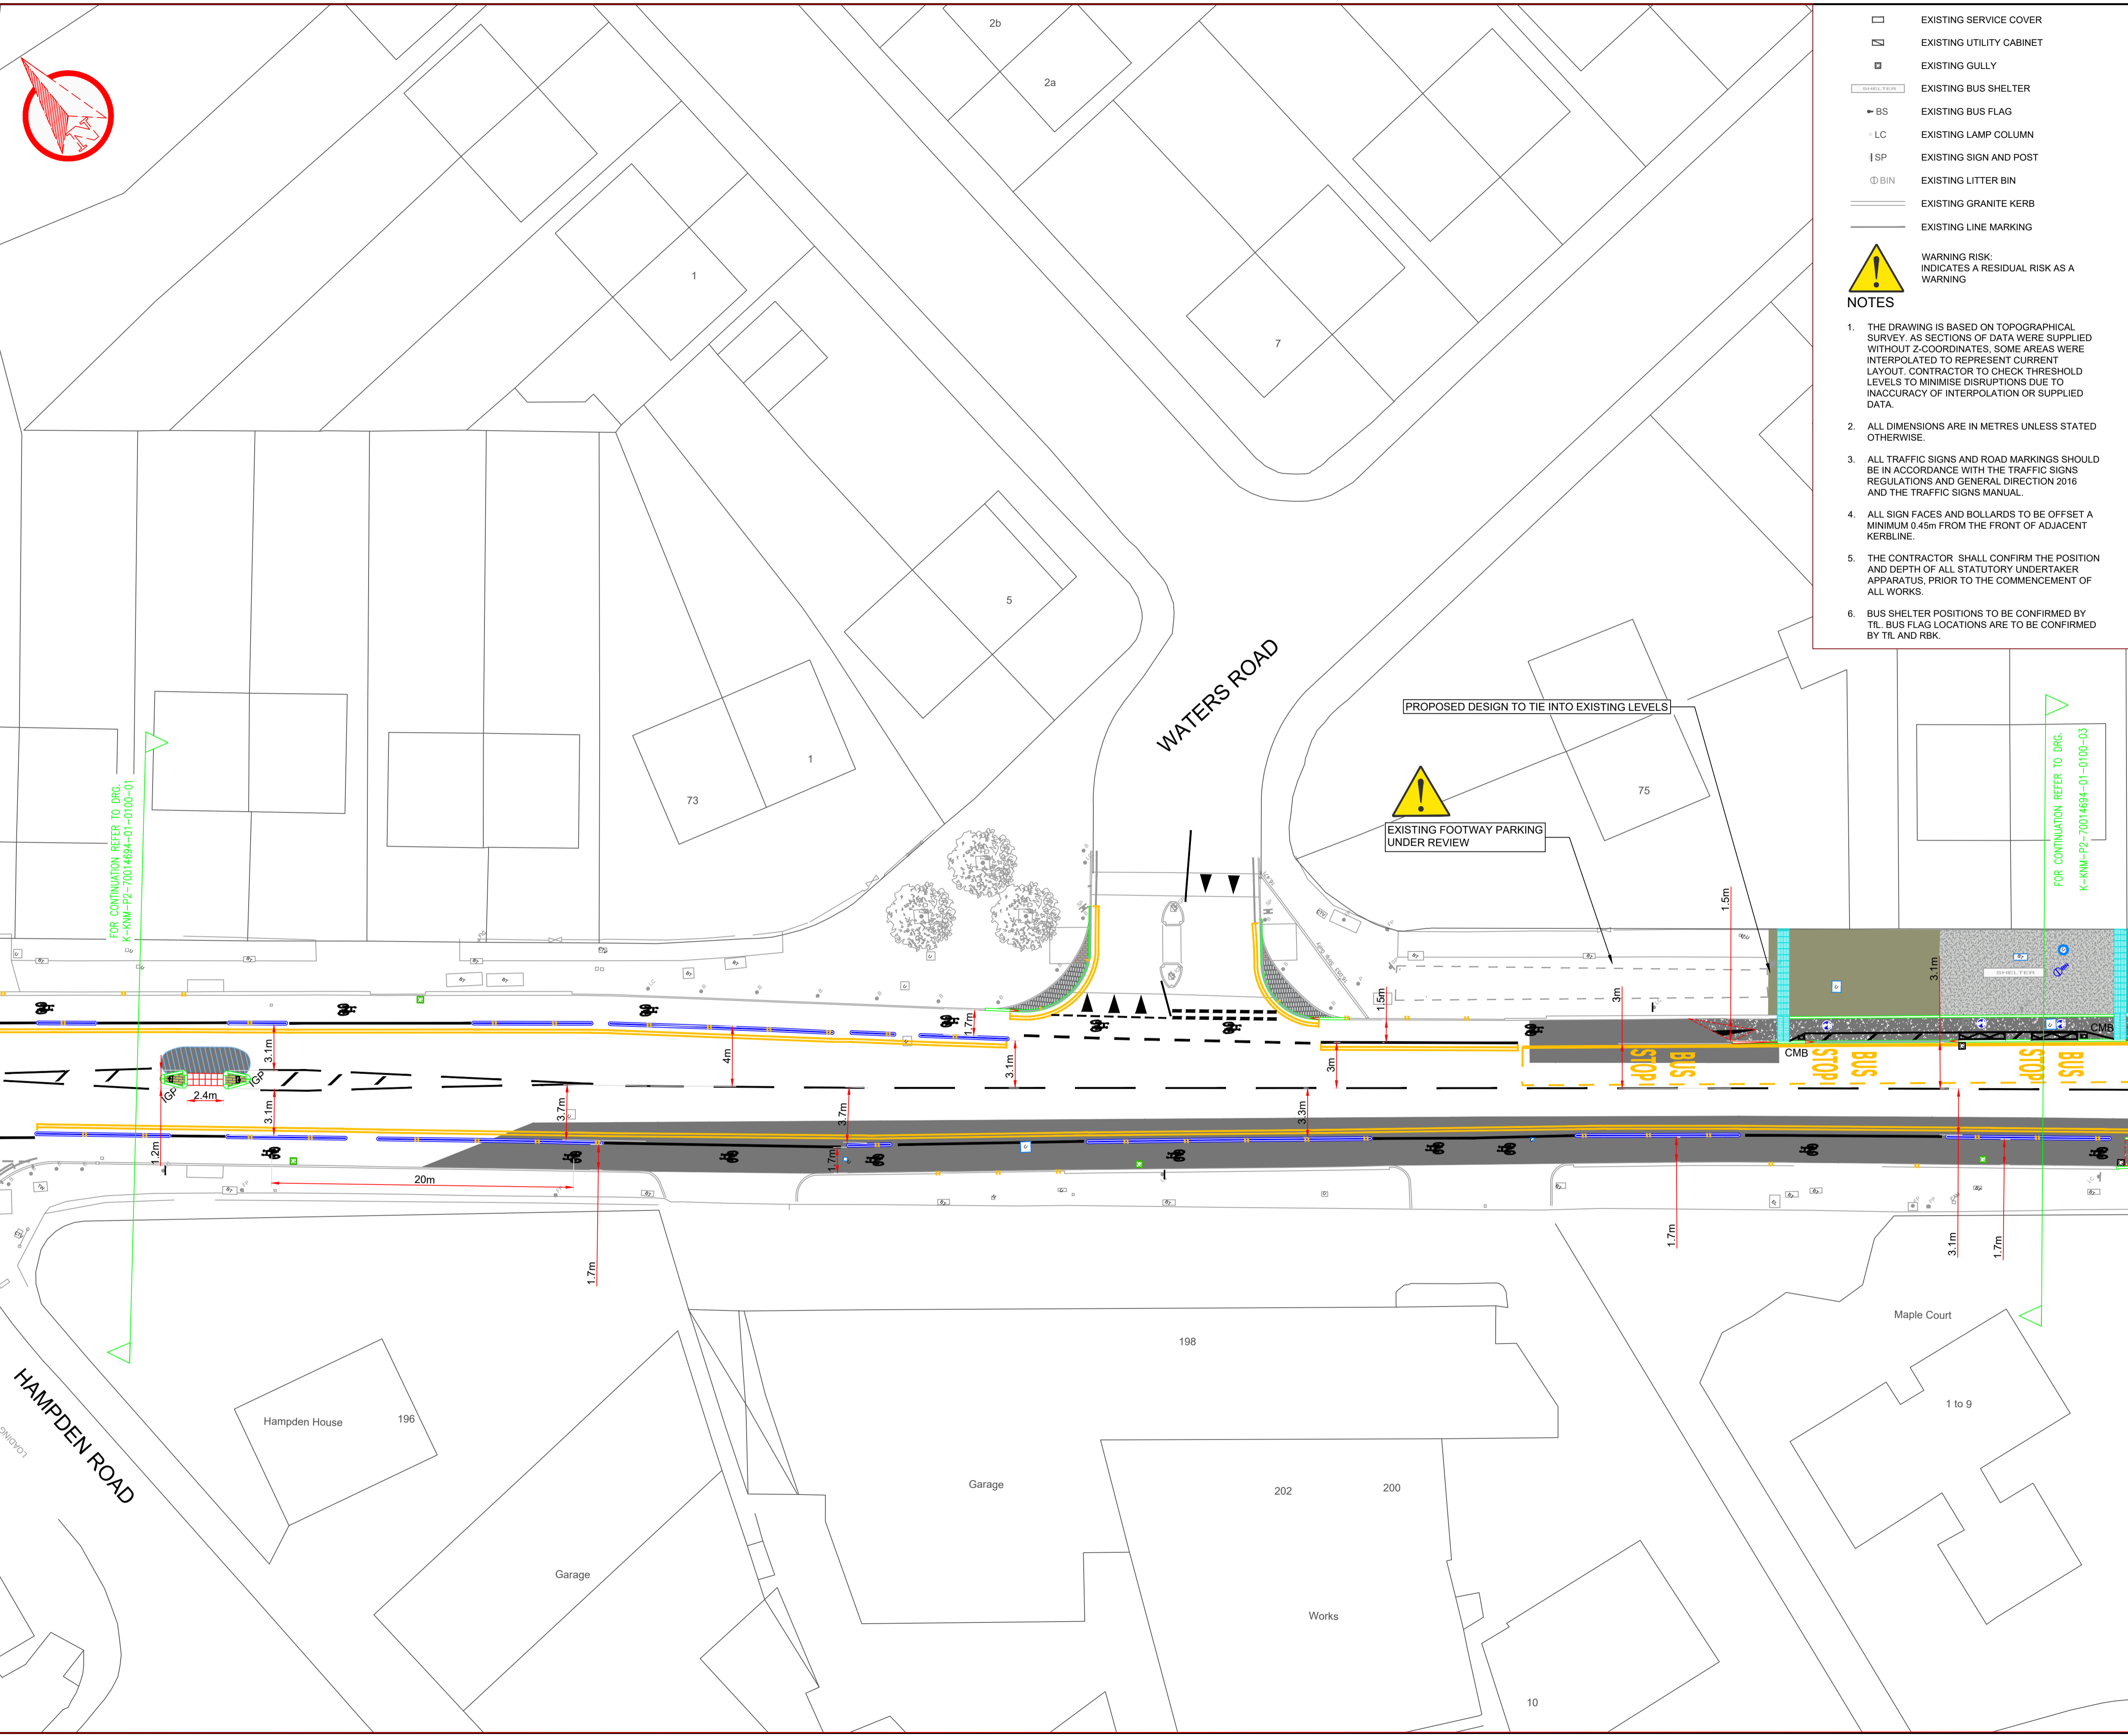 EXISTING SERVICE COVER
EXISTING UTILITY CABINET
EXISTING GULLY
SHELTER EXISTING BUS SHELTER
BS EXISTING BUS FLAG
LC EXISTING LAMP COLUMN
SP EXISTING SIGN AND POST
BIN EXISTING LITTER BIN
EXISTING GRANITE KERB
EXISTING LINE MARKING
WARNING RISK:
INDICATES A RESIDUAL RISK AS A
WARNING
NOTES
1. THE DRAWING IS BASED ON TOPOGRAPHICAL
SURVEY. AS SECTIONS OF DATA WERE SUPPLIED
WITHOUT Z-COORDINATES, SOME AREAS WERE
INTERPOLATED TO REPRESENT CURRENT
LAYOUT. CONTRACTOR TO CHECK THRESHOLD
LEVELS TO MINIMISE DISRUPTIONS DUE TO
INACCURACY OF INTERPOLATION OR SUPPLIED
DATA.
2. ALL DIMENSIONS ARE IN METRES UNLESS STATED
OTHERWISE.
3. ALL TRAFFIC SIGNS AND ROAD MARKINGS SHOULD
BE IN ACCORDANCE WITH THE TRAFFIC SIGNS
REGULATIONS AND GENERAL DIRECTION 2016
AND THE TRAFFIC SIGNS MANUAL.
4. ALL SIGN FACES AND BOLLARDS TO BE OFFSET A
MINIMUM 0.45m FROM THE FRONT OF ADJACENT
KERBLINE.
5. THE CONTRACTOR SHALL CONFIRM THE POSITION
AND DEPTH OF ALL STATUTORY UNDERTAKER
APPARATUS, PRIOR TO THE COMMENCEMENT OF
ALL WORKS.
6. BUS SHELTER POSITIONS TO BE CONFIRMED BY
TfL. BUS FLAG LOCATIONS ARE TO BE CONFIRMED
BY TfL AND RBK.
N
2b
2a
1
7
5
1
73
75
WATERS ROAD
PROPOSED DESIGN TO TIE INTO EXISTING LEVELS
EXISTING FOOTWAY PARKING
UNDER REVIEW
FOR CONTINUATION REFER TO DRG.
K-KNM-P2-70014694-01-0100-01
FOR CONTINUATION REFER TO DRG.
K-KNM-P2-70014694-01-0100-03
1.5m
3.1m
SHELTER
BIN
1.7m
1.5m
3m
CMB
CMB
3.1m
4m
3.1m
3m
BUS
STOP
BUS
STOP
BUS
STOP
IGP
IGP
2.4m
3.1m
3.7m
3.7m
3.3m
1.2m
1.7m
20m
1.7m
1.7m
3.1m
1.7m
HAMPDEN ROAD
LOADING
Hampden House
196
198
Maple Court
1 to 9
Garage
202
200
Garage
Works
10